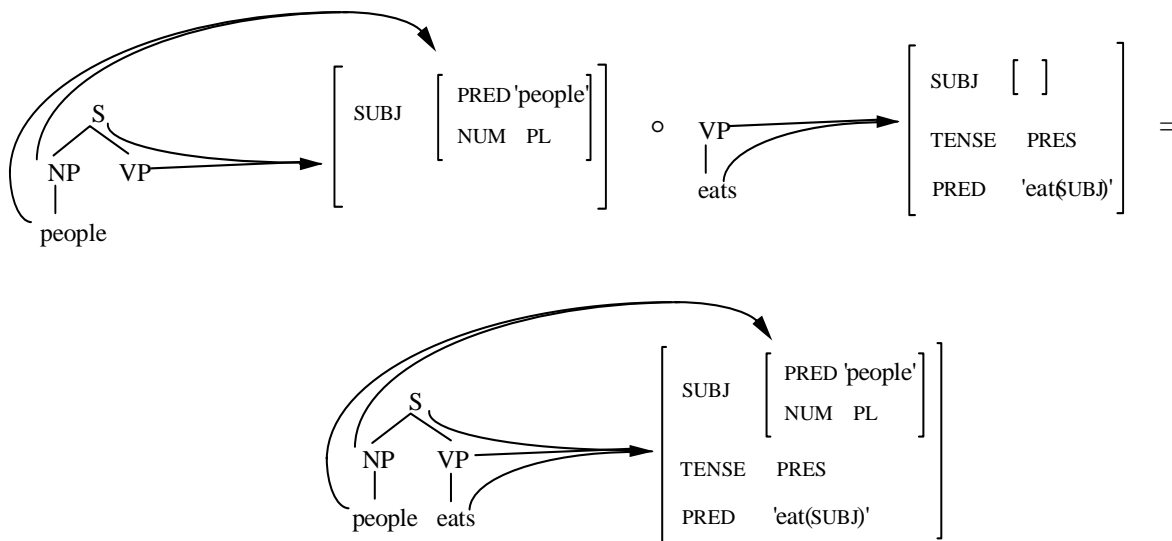 SUBJ
PRED 'people'
NUM PL
S
NP VP
people
∘
VP
eats
SUBJ [ ]
TENSE PRES
PRED 'eat(SUBJ)'
=
SUBJ
PRED 'people'
NUM PL
TENSE PRES
PRED 'eat(SUBJ)'
S
NP VP
people eats